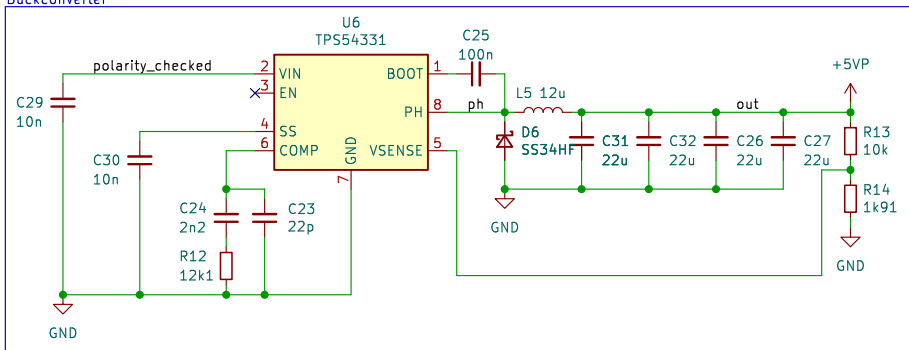 Buckconverter
U6
TPS54331
C25
100n
polarity_checked
2
VIN
BOOT
1
+5VP
3
EN
C29
10n
PH
8
ph
L5 12u
out
4
SS
D6
SS34HF
C31
22u
C32
22u
C26
22u
C27
22u
R13
10k
6
COMP
GND
VSENSE
5
C30
10n
7
R14
1k91
C24
2n2
C23
22p
GND
R12
12k1
GND
GND